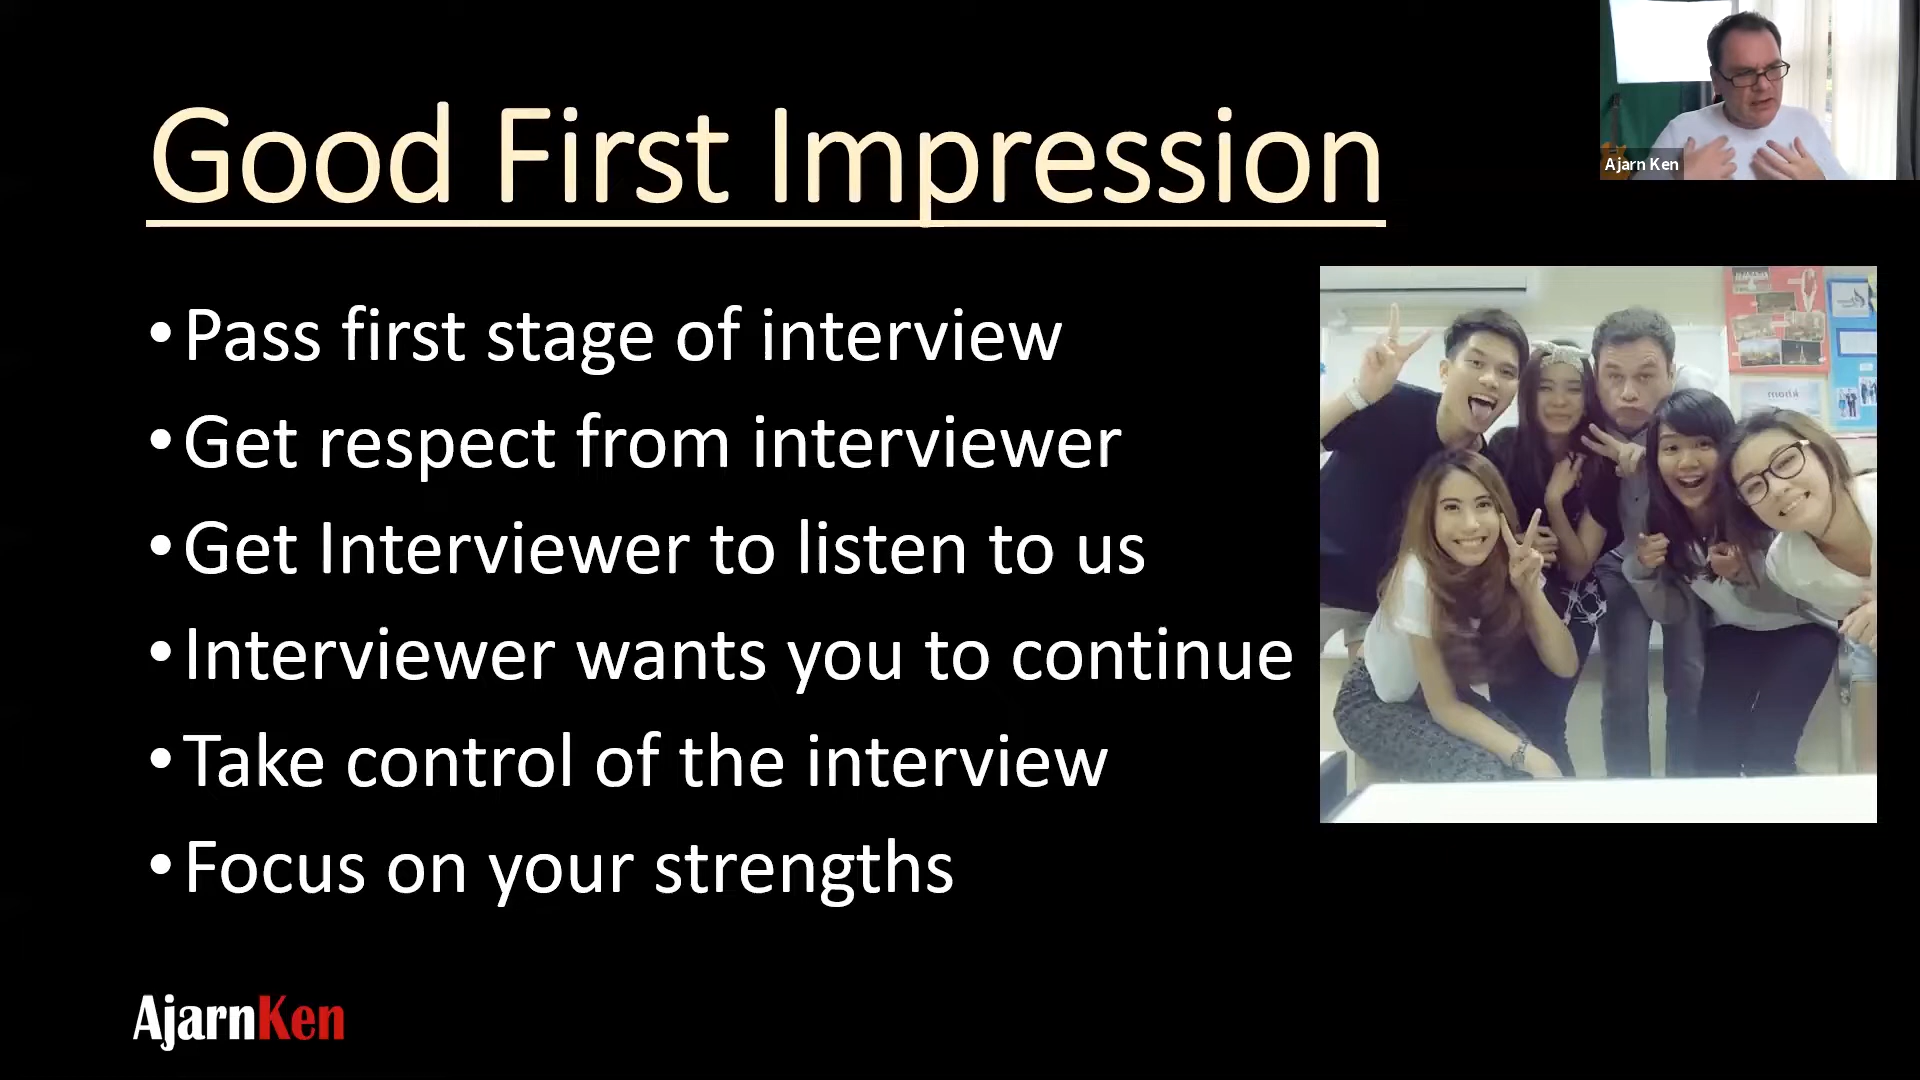 Good First Impression
Ajarn Ken
•Pass first stage of interview
•Get respect from interviewer
•Get Interviewer to listen to us
•Interviewer wants you to continue
•Take control of the interview
•Focus on your strengths
AjarnKen